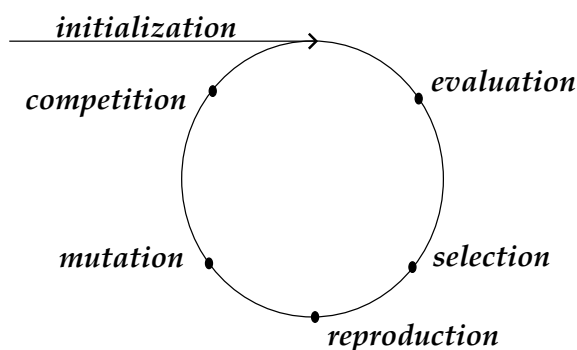 initialization
evaluation
competition
mutation
selection
reproduction